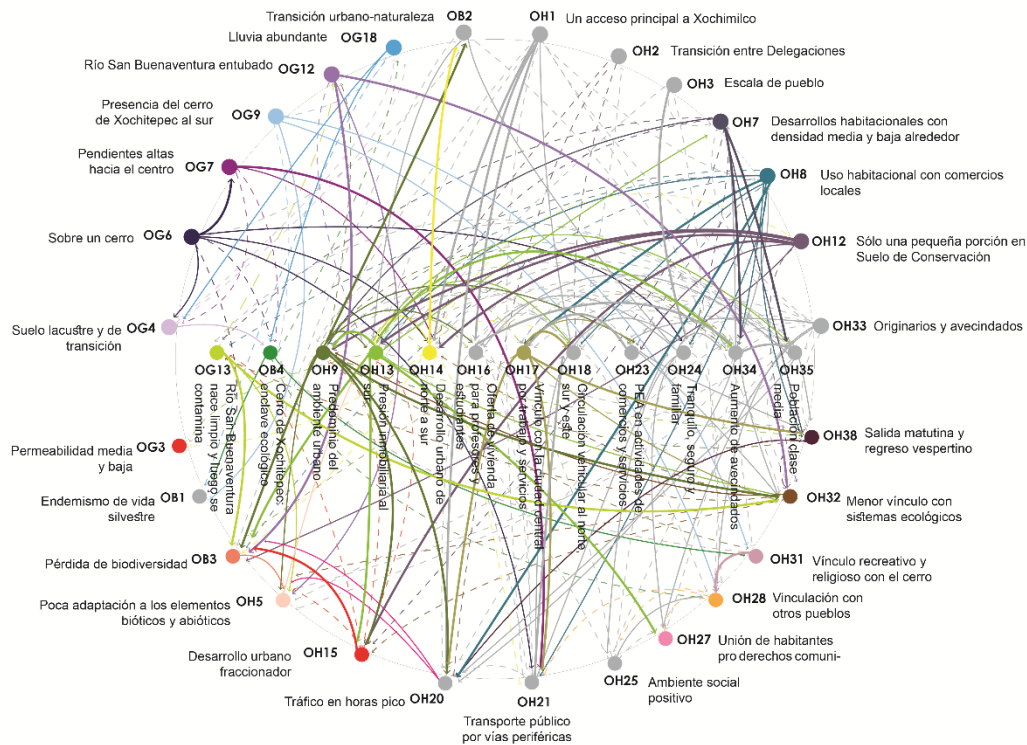 Transición urbano-naturaleza OB2
OH1 Un acceso principal a Xochimilco
Lluvia abundante OG18
OH2 Transición entre Delegaciones
Río San Buenaventura entubado OG12
OH3 Escala de pueblo
Presencia del cerro
de Xochitepec al sur OG9
OH7 Desarrollos habitacionales con
densidad media y baja alrededor
Pendientes altas
hacia el centro OG7
OH8 Uso habitacional con comercios
locales
Sobre un cerro OG6
OH12 Sólo una pequeña porción en
Suelo de Conservación
Suelo lacustre y de OG4
transición
OH33 Originarios y avecindados
OG13 OB4 OH9 OH13 OH14 OH16 OH17 OH18 OH23 OH24 OH34 OH35
Río San Buenaventura
nace limpio y luego se
contamina
Cerro de Xochitepec:
enclave ecológico
Predominio del
ambiente urbano
Presión inmobiliaria al
sur
Desarrollo urbano de
norte a sur
Oferta de vivienda
para profesores y
estudiantes
Vínculo con la ciudad central
por trabajo y servicios
Circulación vehicular al norte,
sur y este
PEA en actividades de
comercios y servicios
Tranquilo, seguro y
familiar
Aumento de avecindados
Población clase
media
OH38 Salida matutina y
regreso vespertino
Permeabilidad media OG3
y baja
OH32 Menor vínculo con
sistemas ecológicos
Endemismo de vida OB1
silvestre
OH31 Vínculo recreativo y
religioso con el cerro
Pérdida de biodiversidad OB3
OH28 Vinculación con
otros pueblos
Poca adaptación a los elementos OH5
bióticos y abióticos
OH27 Unión de habitantes
pro derechos comuni-
Desarrollo urbano OH15
fraccionador
OH25 Ambiente social
positivo
Tráfico en horas pico OH20
OH21
Transporte público
por vías periféricas